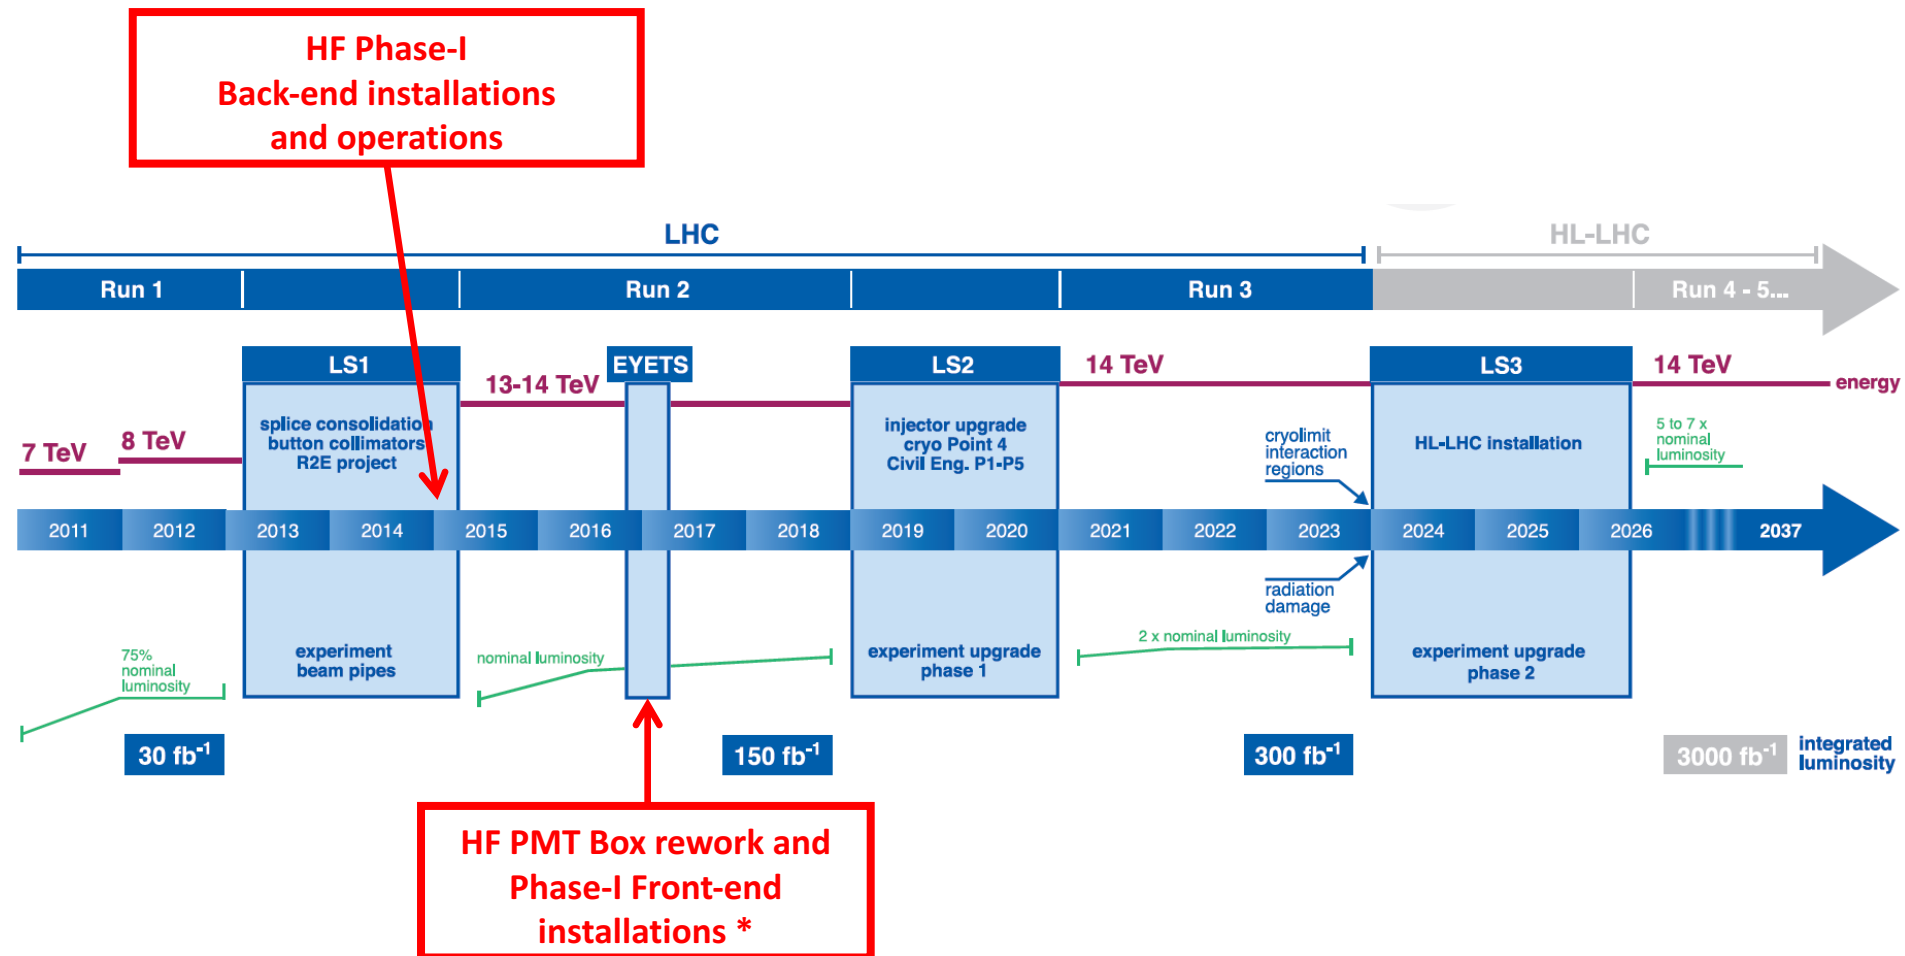 HF Phase-I
Back-end installations
and operations
LHC
HL-LHC
Run 1
Run 2
Run 3
Run 4 - 5...
LS1
EYETS
LS2
14 TeV
LS3
14 TeV
13-14 TeV
energy
7 TeV
8 TeV
splice consolidation
button collimators
R2E project
injector upgrade
cryo Point 4
Civil Eng. P1-P5
cryolimit
interaction
regions
HL-LHC installation
5 to 7 x
nominal
luminosity
2011
2012
2013
2014
2015
2016
2017
2018
2019
2020
2021
2022
2023
2024
2025
2026
2037
radiation
damage
75%
nominal
luminosity
experiment
beam pipes
nominal luminosity
experiment upgrade
phase 1
2 x nominal luminosity
experiment upgrade
phase 2
30 fb⁻¹
150 fb⁻¹
300 fb⁻¹
3000 fb⁻¹
integrated
luminosity
HF PMT Box rework and
Phase-I Front-end
installations *